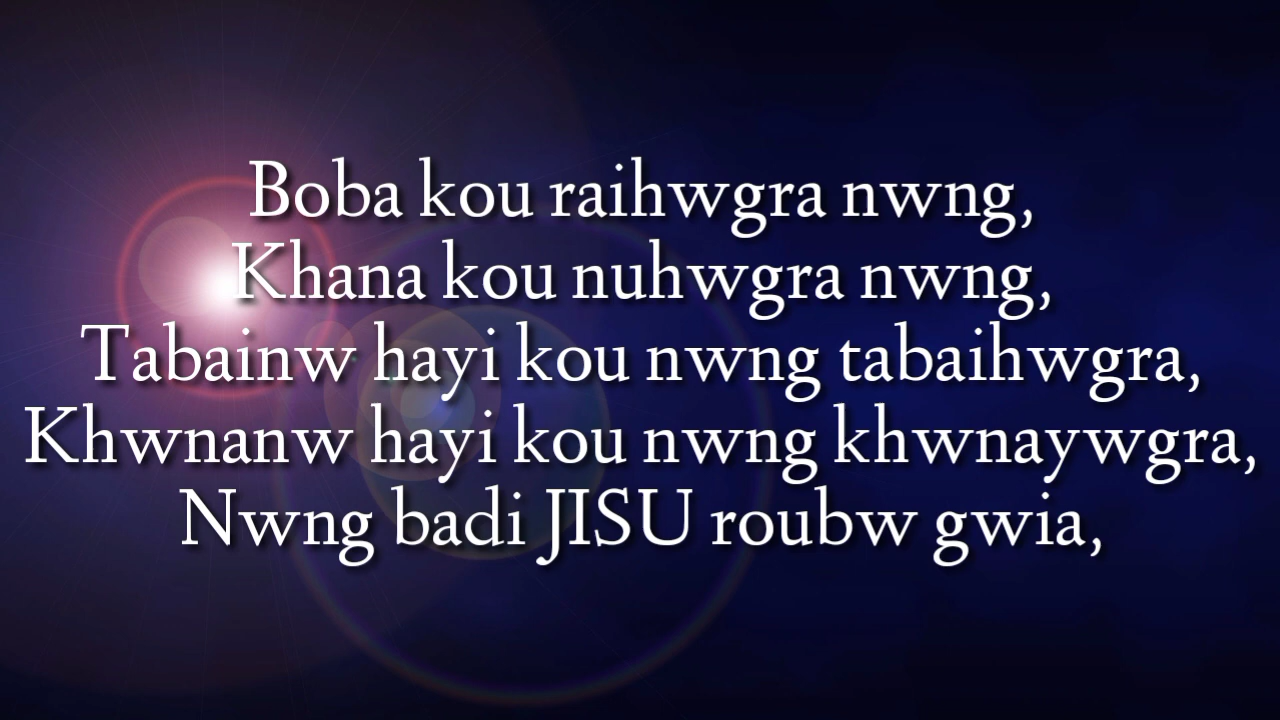 Boba kou raihwgra nwng,
Khana kou nuhwgra nwng,
Tabainw hayi kou nwng tabaihwgra,
Khwnanw hayi kou nwng khwnaywgra,
Nwng badi JISU roubw gwia,